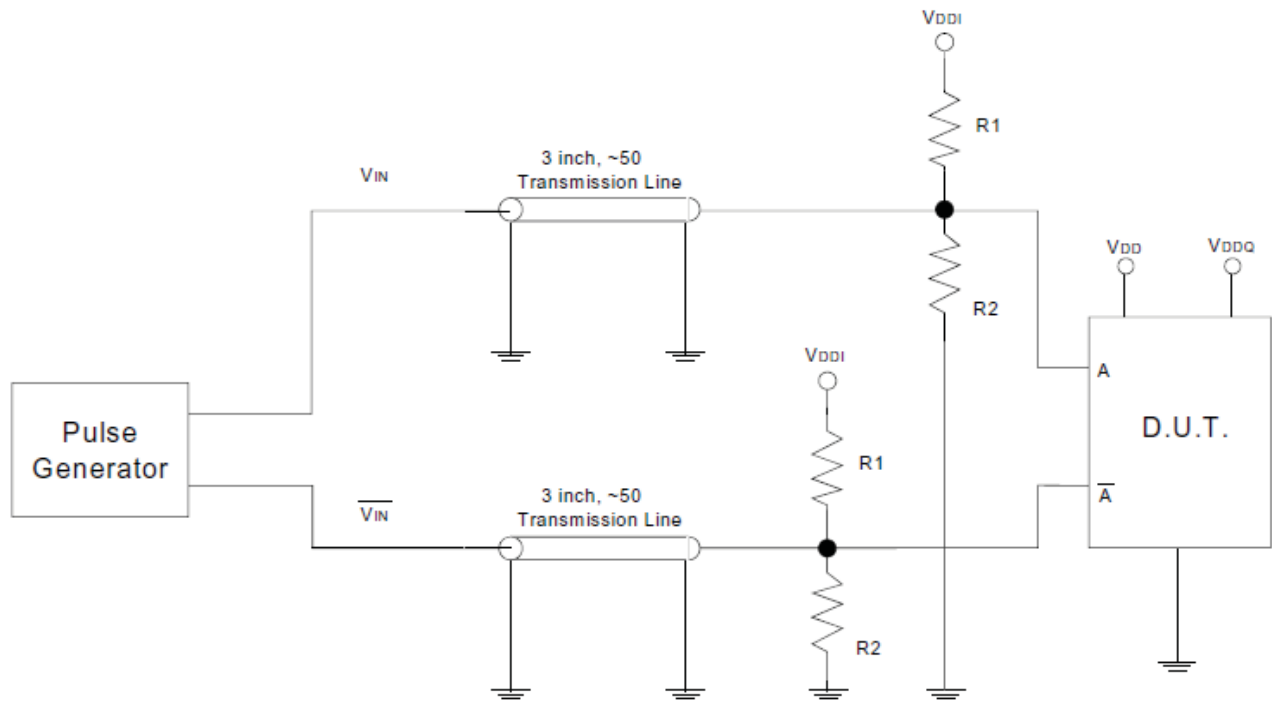 VDDI
R1
3 inch, ~50
Transmission Line
VIN
R2
VDD
VDDQ
VDDI
A
D.U.T.
Pulse
Generator
R1
A̅
3 inch, ~50
Transmission Line
V̅I̅N̅
R2